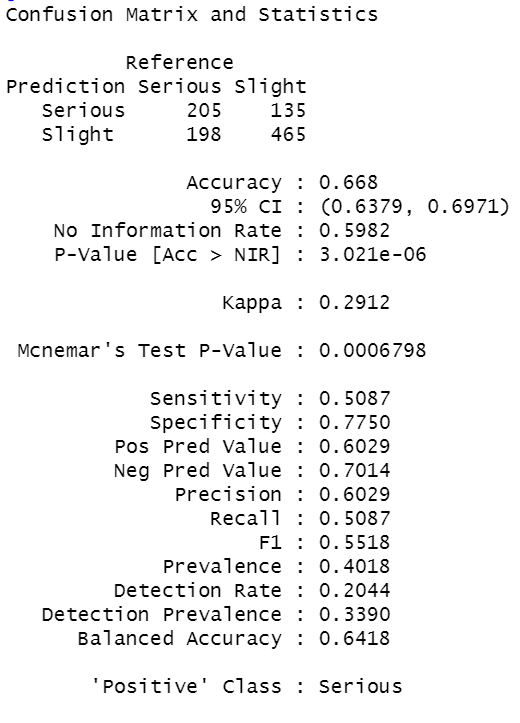 Confusion Matrix and Statistics
Reference
Prediction Serious Slight
Serious 205 135
Slight 198 465
Accuracy : 0.668
95% CI : (0.6379, 0.6971)
No Information Rate : 0.5982
P-Value [Acc > NIR] : 3.021e-06
Kappa : 0.2912
Mcnemar's Test P-Value : 0.0006798
Sensitivity : 0.5087
Specificity : 0.7750
Pos Pred Value : 0.6029
Neg Pred Value : 0.7014
Precision : 0.6029
Recall : 0.5087
F1 : 0.5518
Prevalence : 0.4018
Detection Rate : 0.2044
Detection Prevalence : 0.3390
Balanced Accuracy : 0.6418
'Positive' Class : Serious